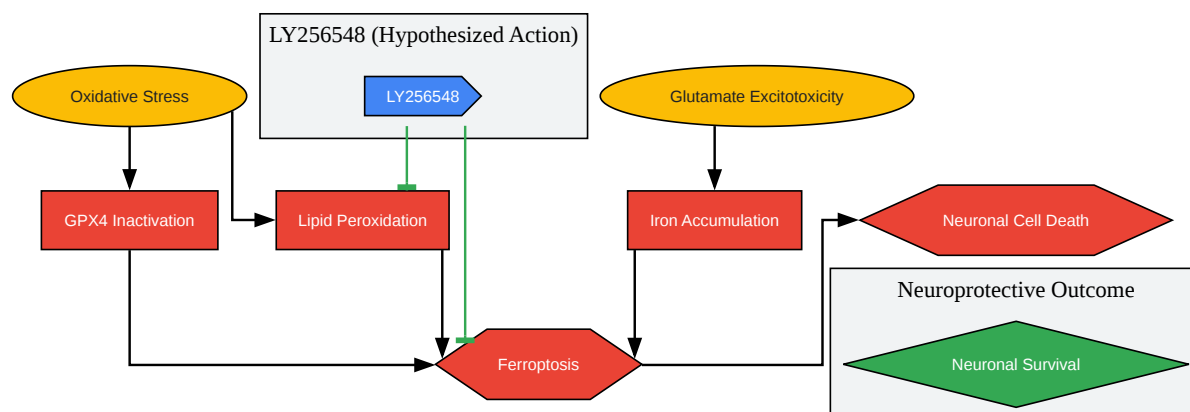 LY256548 (Hypothesized Action)
Oxidative Stress
LY256548
Glutamate Excitotoxicity
GPX4 Inactivation
Lipid Peroxidation
Iron Accumulation
Neuronal Cell Death
Neuroprotective Outcome
Ferroptosis
Neuronal Survival